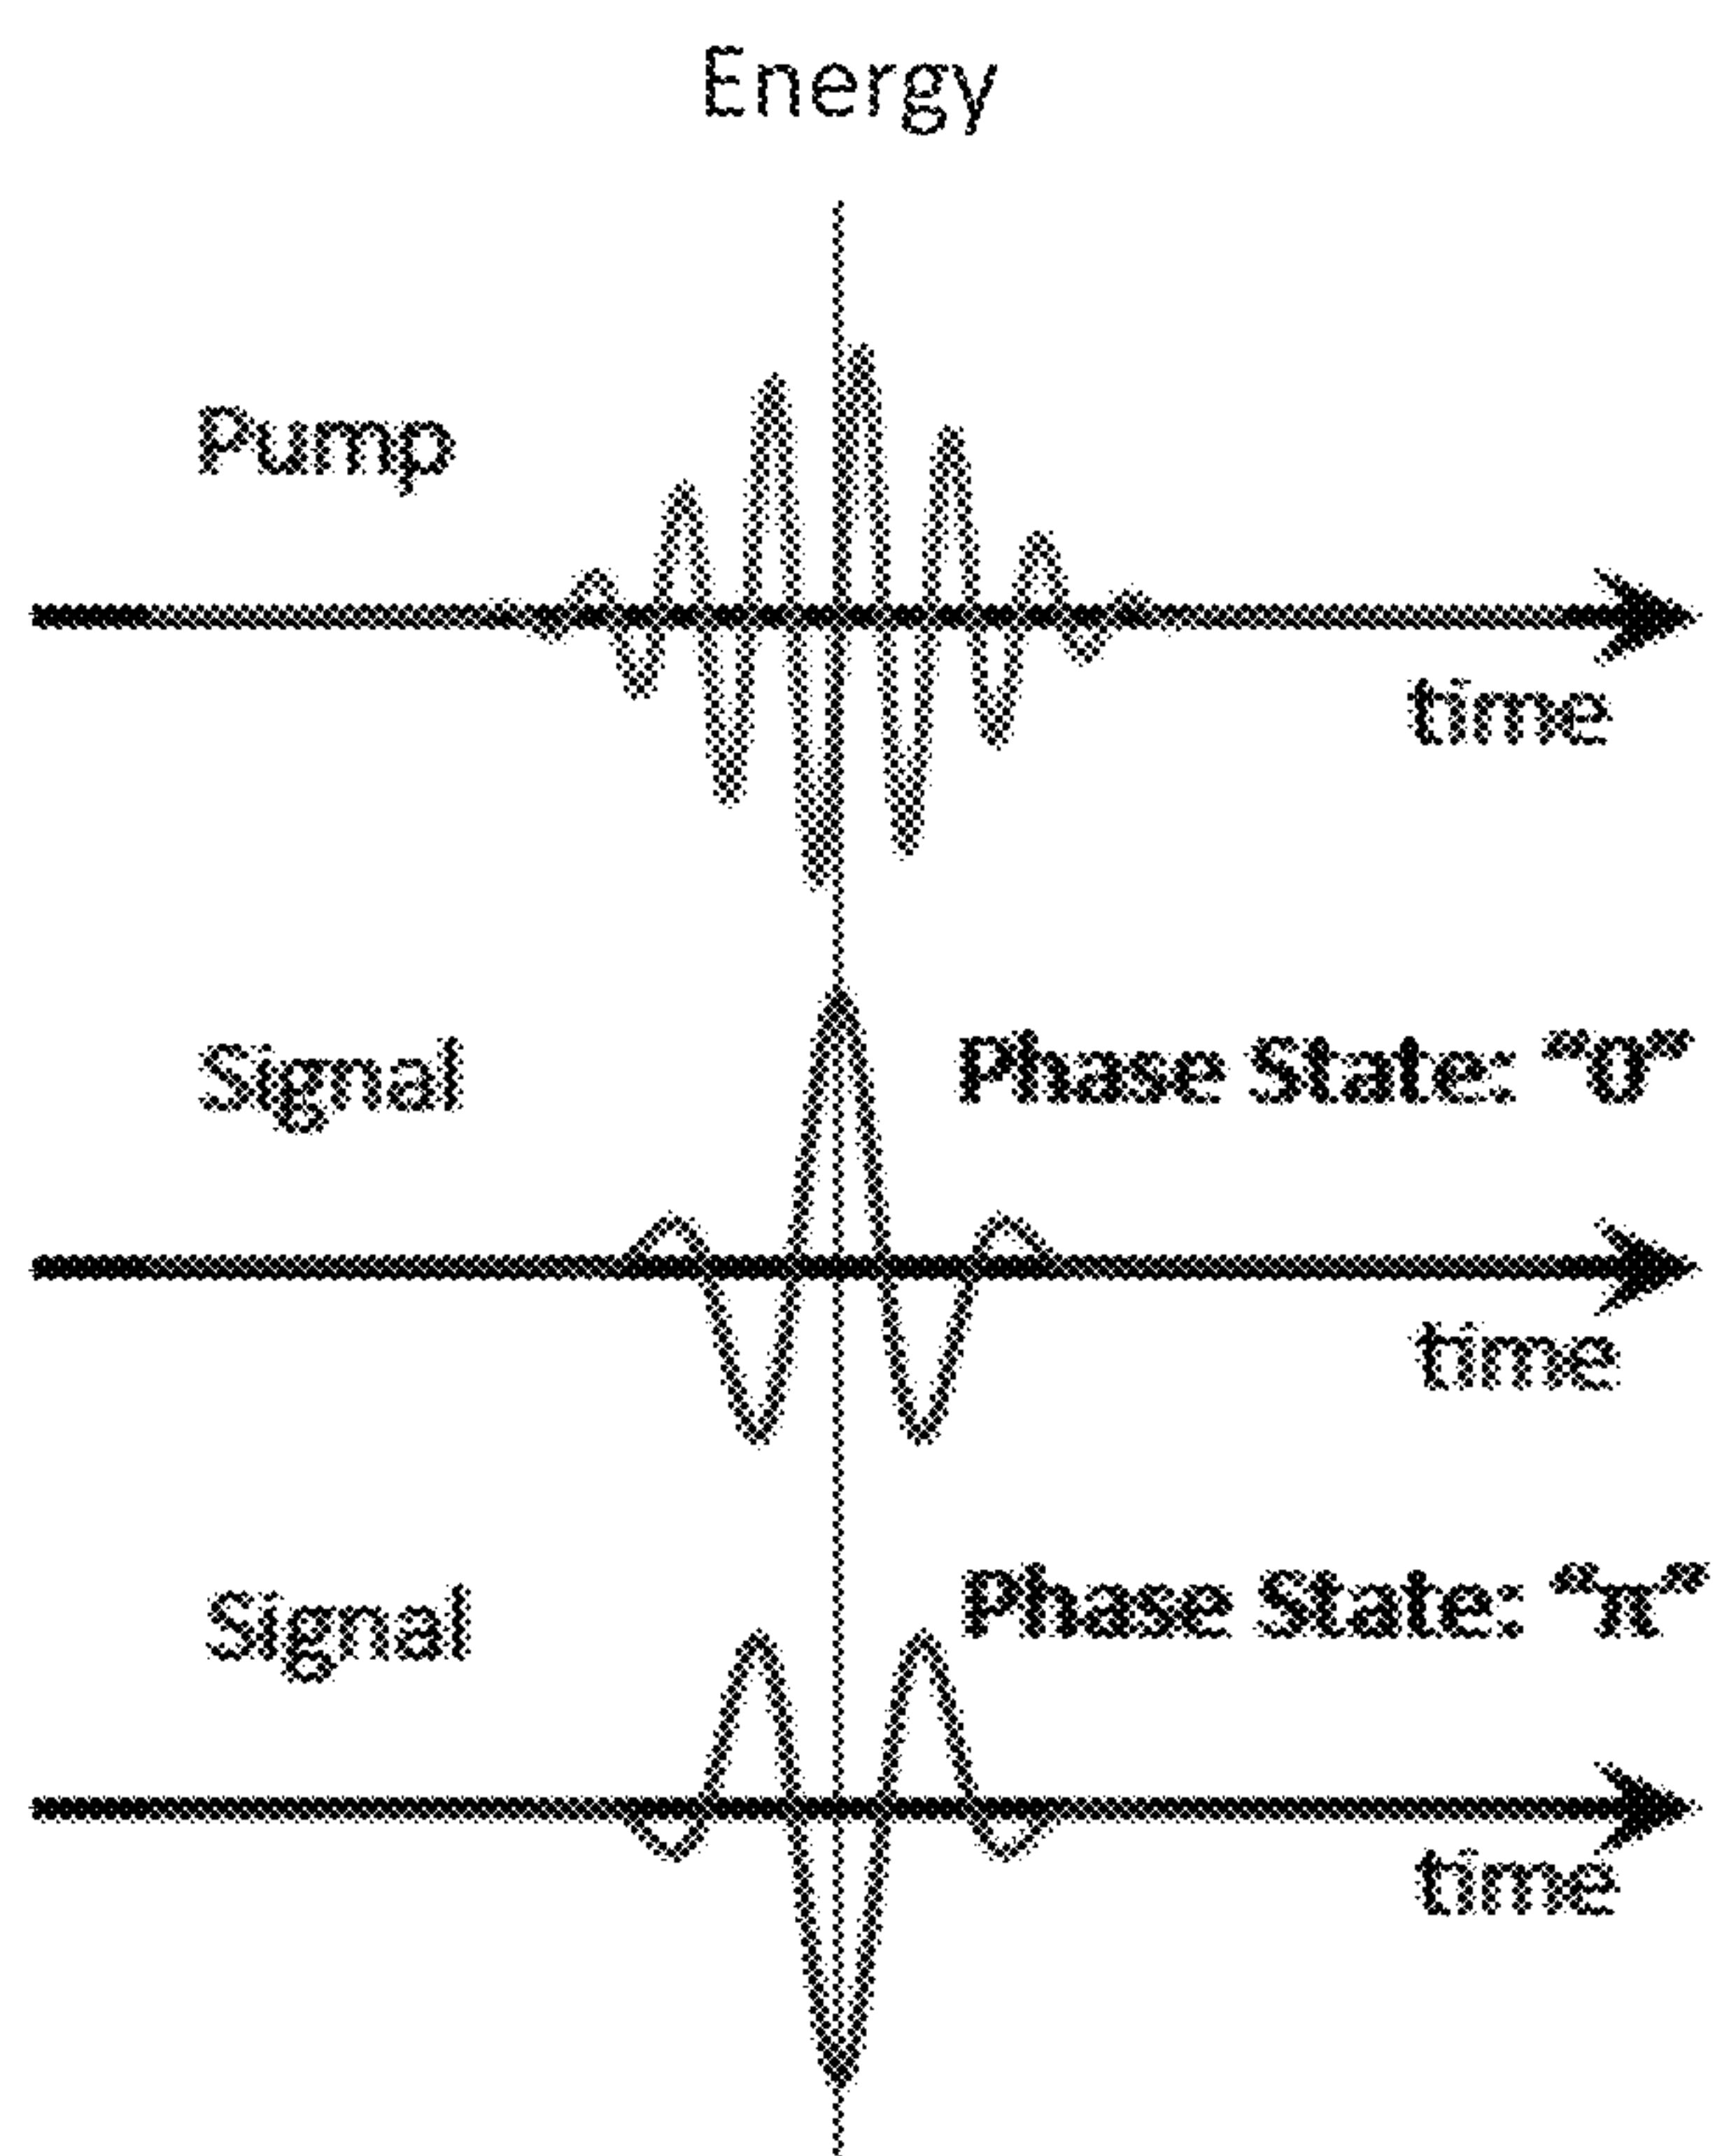 Energy
Pump
time
Signal
Phase State: “0”
time
Signal
Phase State: “π”
time